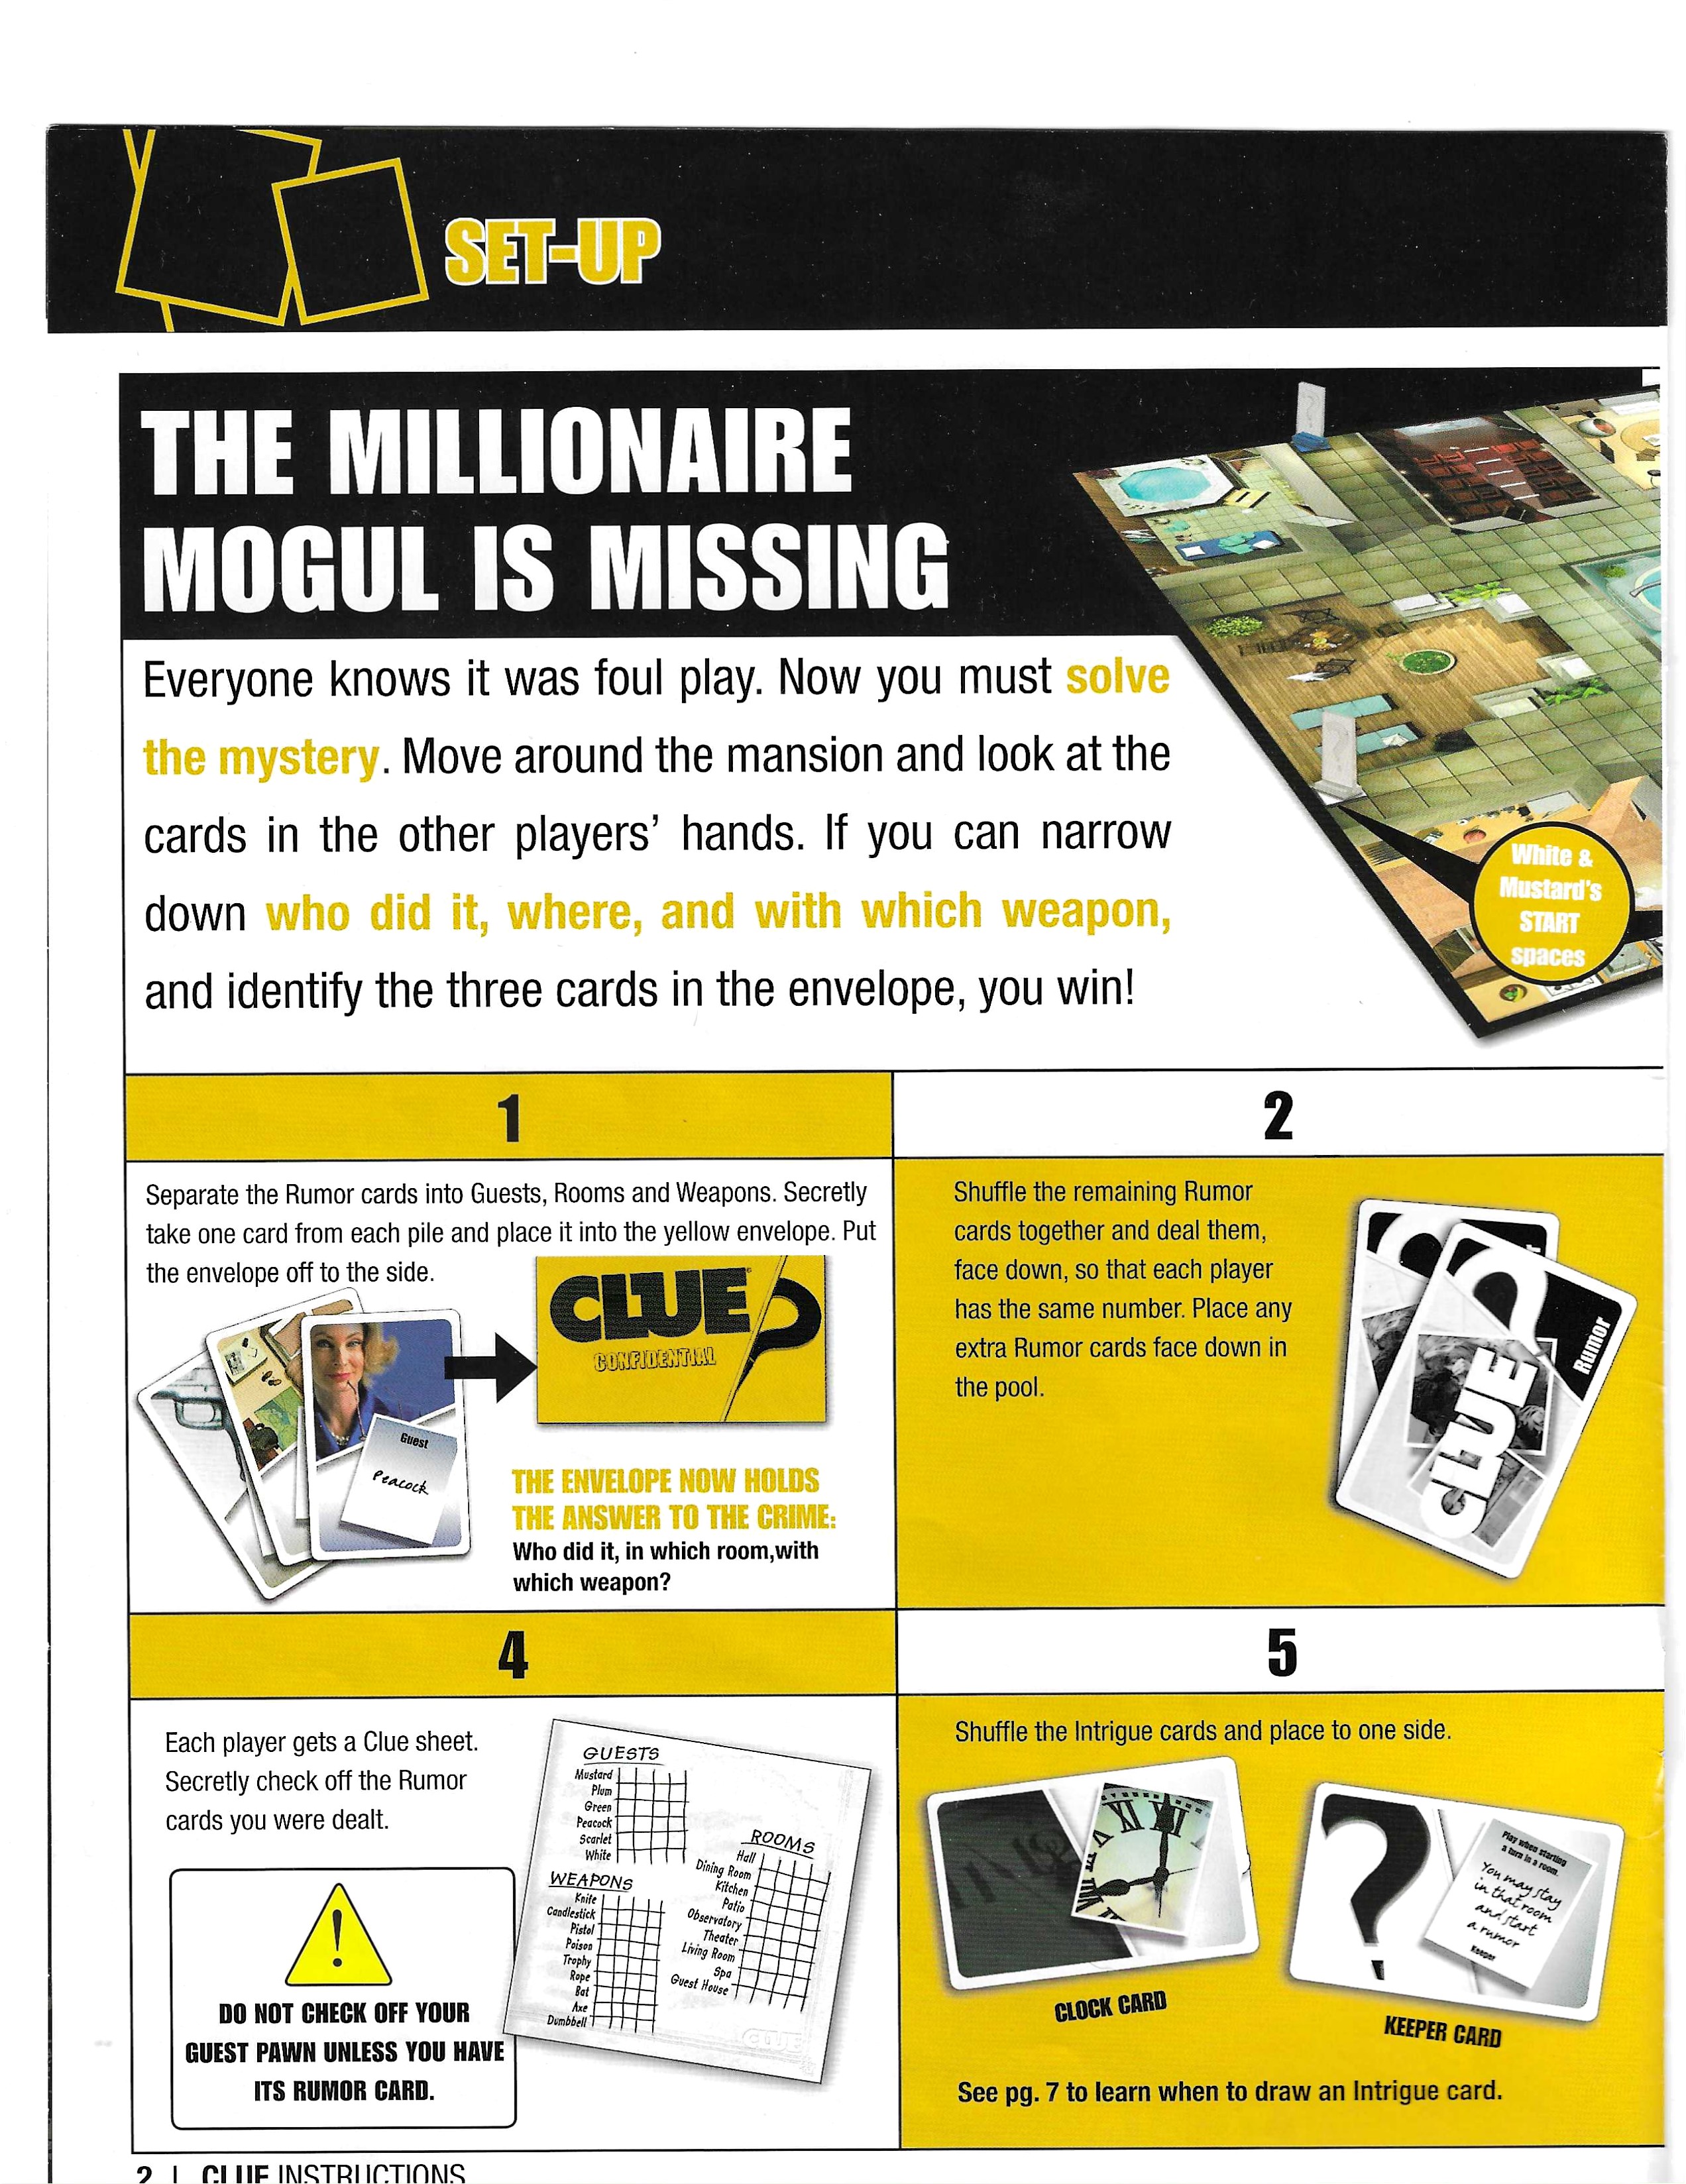 SET-UP
THE MILLIONAIRE
MOGUL IS MISSING
Everyone knows it was foul play. Now you must solve
the mystery. Move around the mansion and look at the
cards in the other players' hands. If you can narrow
down who did it, where, and with which weapon,
and identify the three cards in the envelope, you win!
White &
Mustard's
START
spaces
1
Separate the Rumor cards into Guests, Rooms and Weapons. Secretly
take one card from each pile and place it into the yellow envelope. Put
the envelope off to the side.
Guest
Peacock
CLUE
CONFIDENTIAL
THE ENVELOPE NOW HOLDS
THE ANSWER TO THE CRIME:
Who did it, in which room,with
which weapon?
2
Shuffle the remaining Rumor
cards together and deal them,
face down, so that each player
has the same number. Place any
extra Rumor cards face down in
the pool.
CLUE
Rumor
4
Each player gets a Clue sheet.
Secretly check off the Rumor
cards you were dealt.
!
DO NOT CHECK OFF YOUR
GUEST PAWN UNLESS YOU HAVE
ITS RUMOR CARD.
GUESTS
Mustard
Plum
Green
Peacock
Scarlet
White
WEAPONS
Knife
Candlestick
Pistol
Poison
Trophy
Rope
Bat
Axe
Dumbbell
ROOMS
Hall
Dining Room
Kitchen
Patio
Observatory
Theater
Living Room
Spa
Guest House
CLUE
5
Shuffle the Intrigue cards and place to one side.
CLOCK CARD
?
Play when starting
a turn in a room.
You may stay
in that room
and start
a rumor
Keeper
KEEPER CARD
See pg. 7 to learn when to draw an Intrigue card.
2 | CLUE INSTRUCTIONS